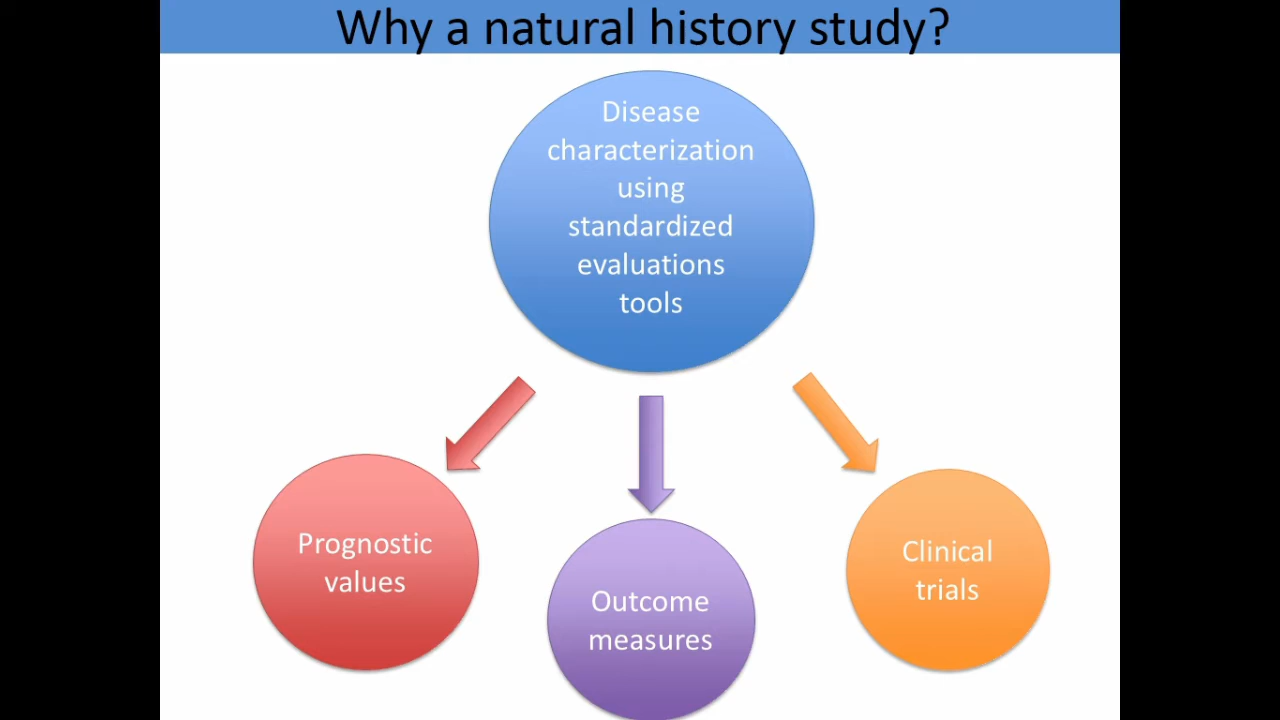 Why a natural history study?
Disease
characterization
using
standardized
evaluations
tools
Prognostic
values
Outcome
measures
Clinical
trials